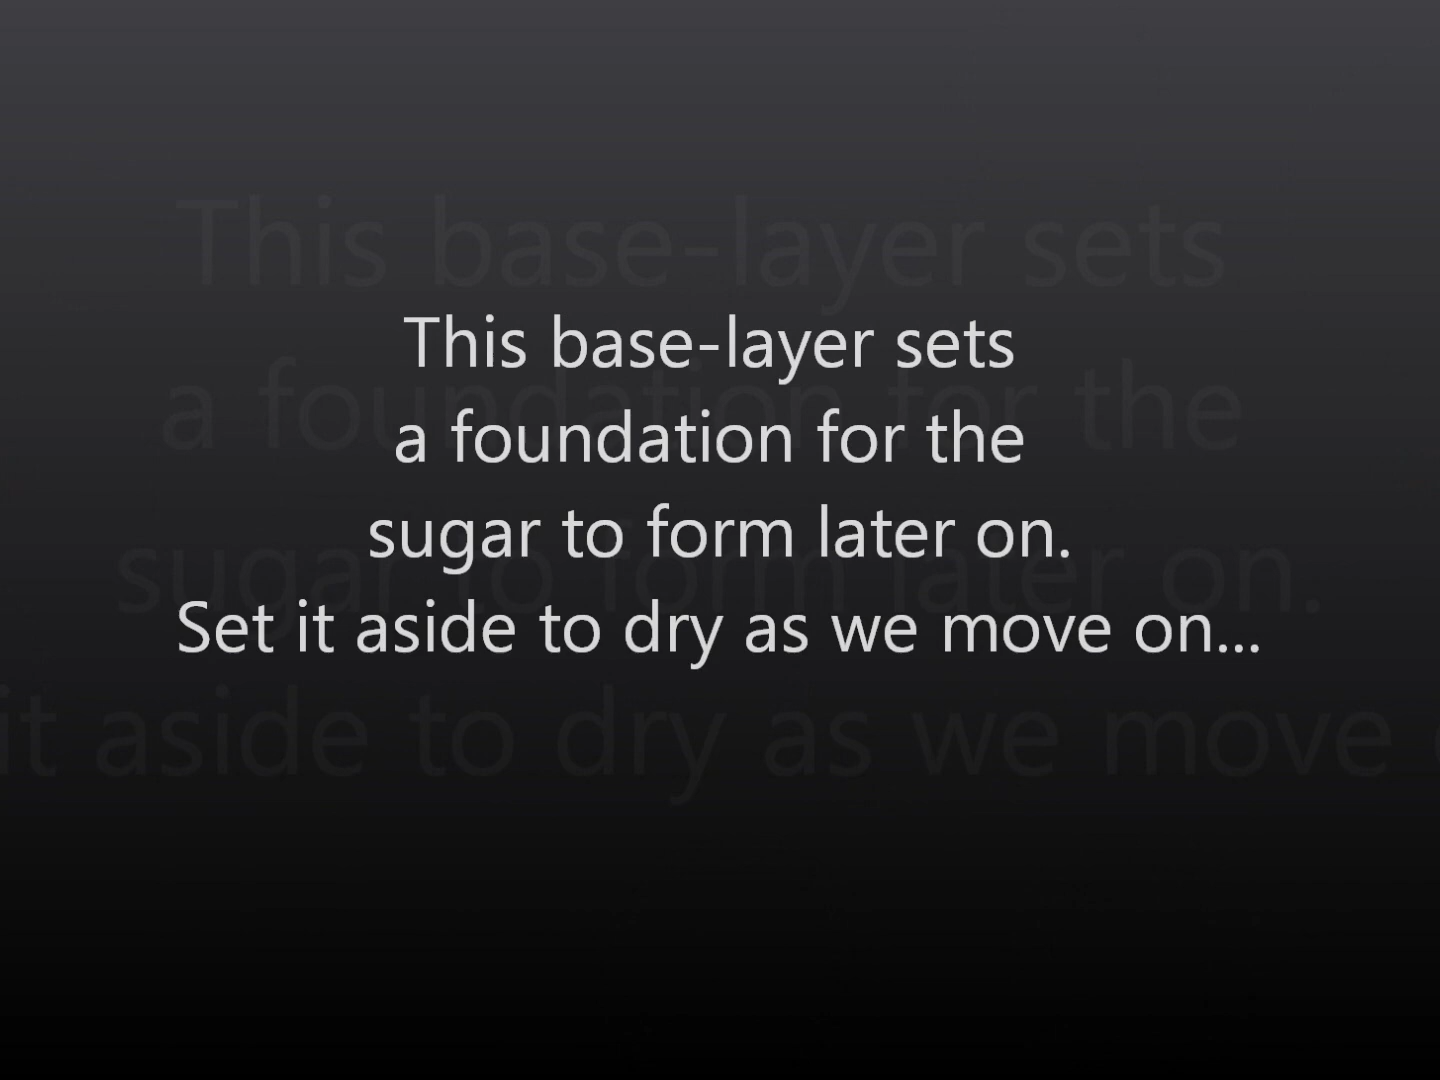 This base-layer sets
a foundation for the
sugar to form later on.
Set it aside to dry as we move on...